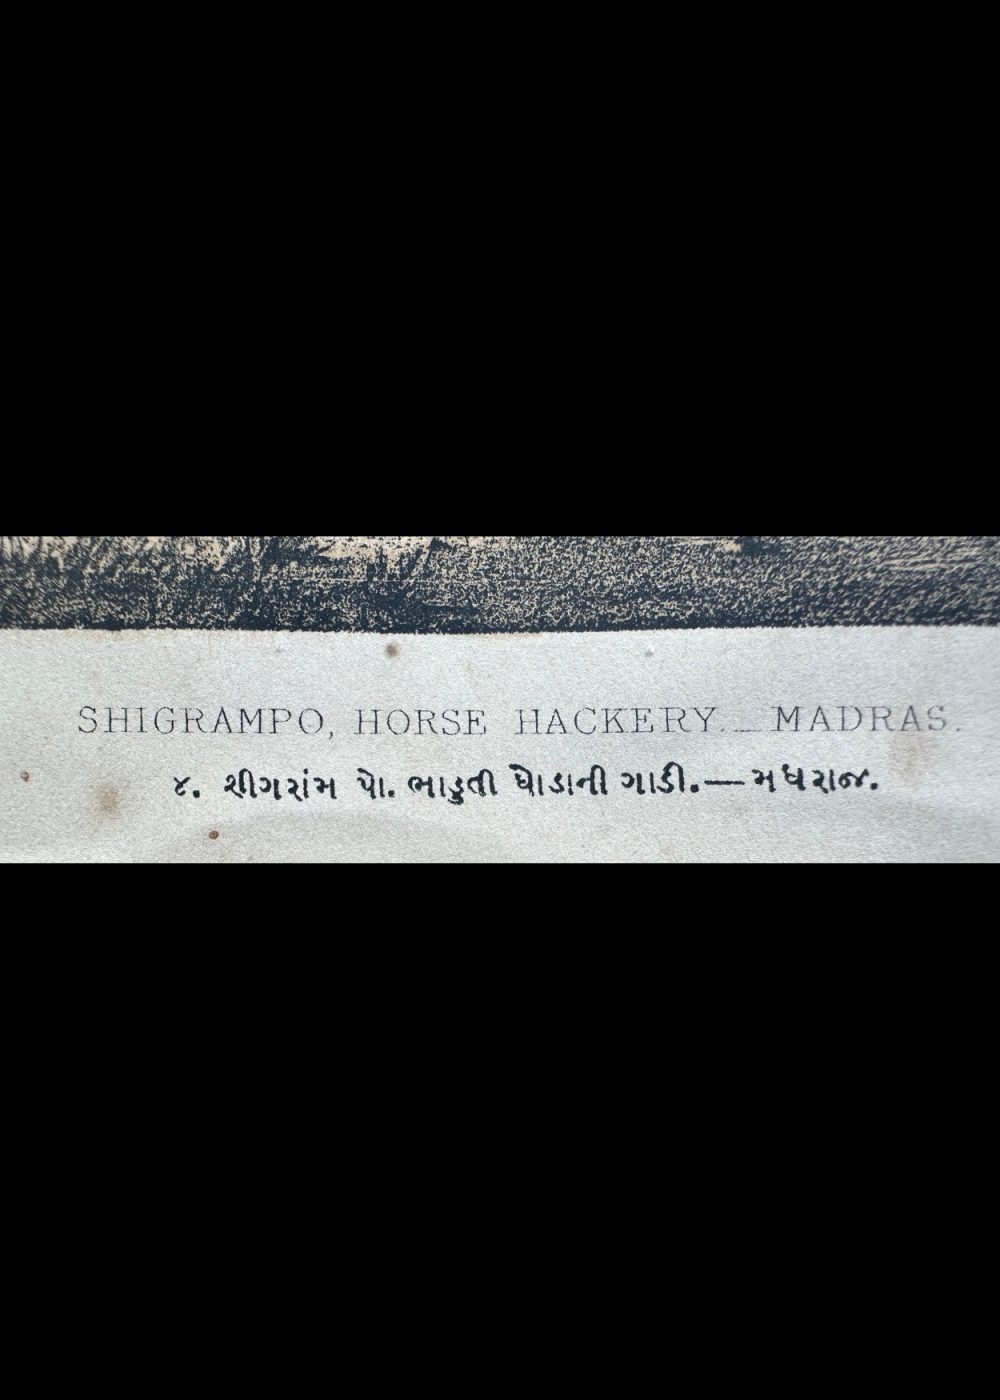 SHIGRAMPO, HORSE HACKERY._MADRAS.
૪. શીગરાંમ પો. ભાડુતી ઘોડાની ગાડી.—મધરાજ.